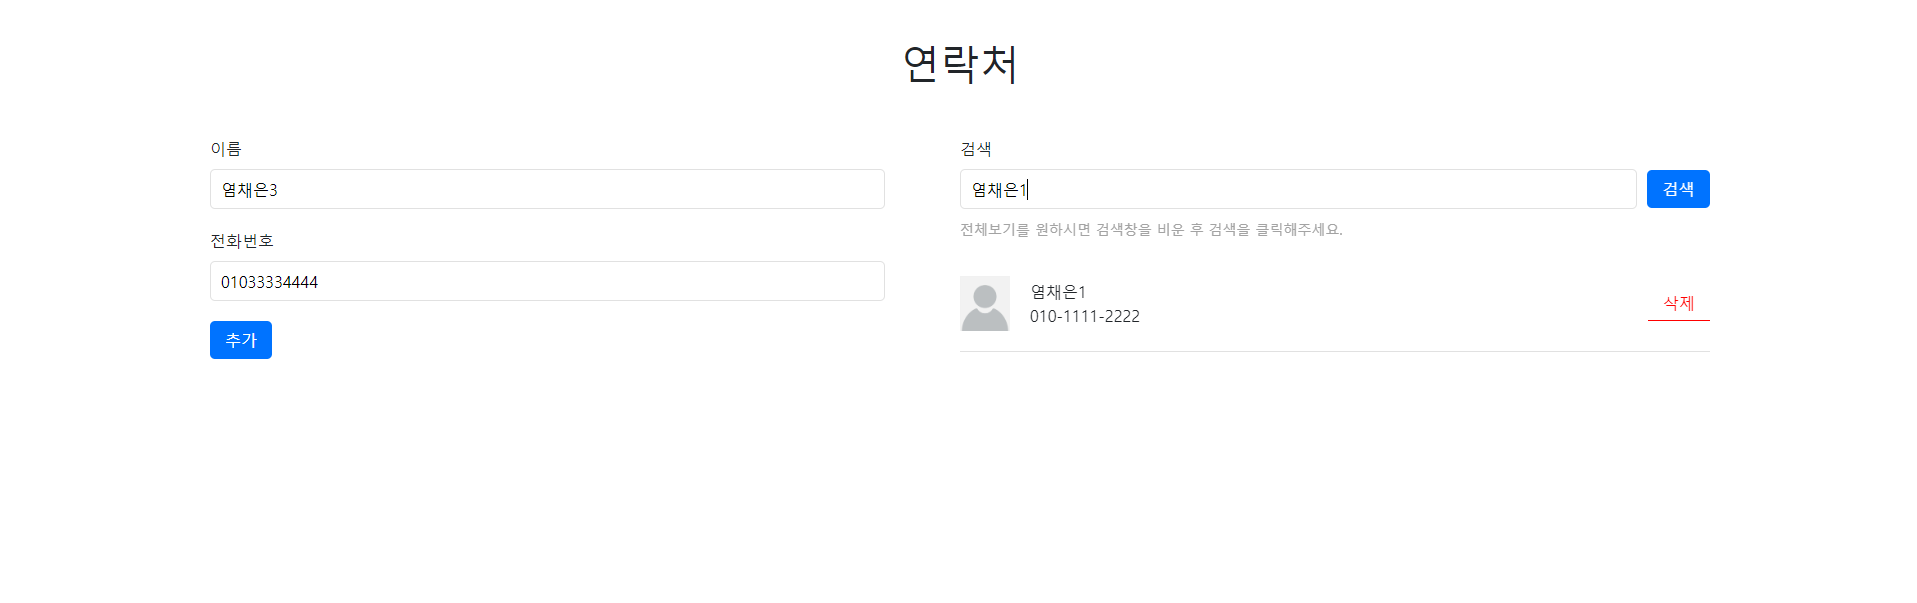 연락처
이름
염채은3
전화번호
01033334444
추가
검색
염채은1
검색
전체보기를 원하시면 검색창을 비운 후 검색을 클릭해주세요.
염채은1
010-1111-2222
삭제